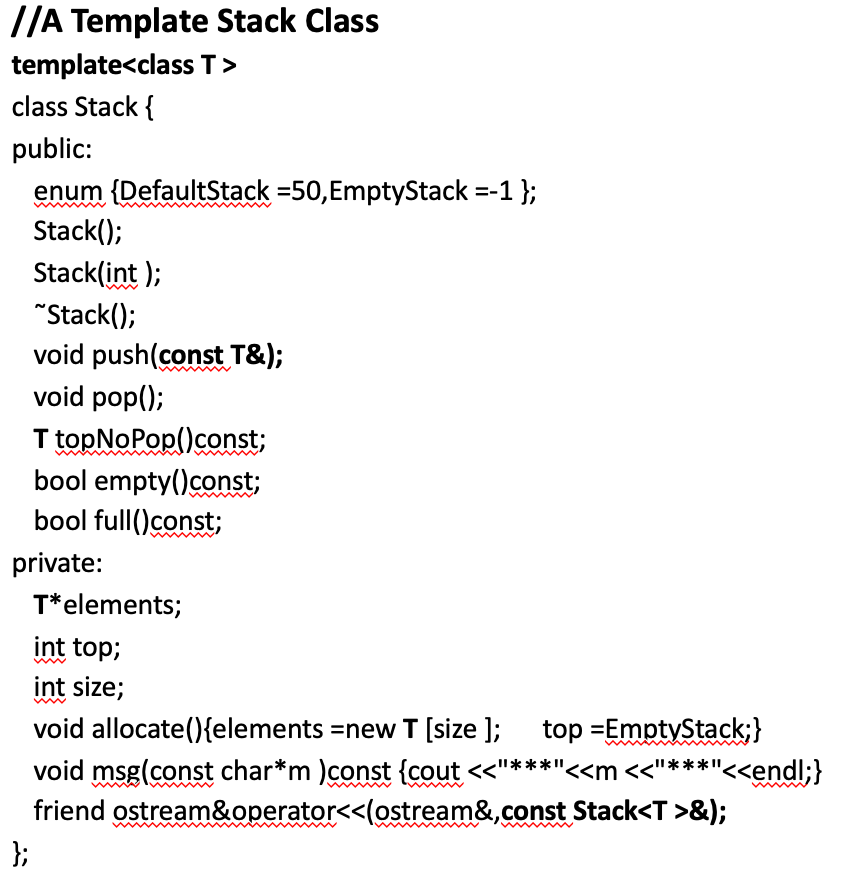 //A Template Stack Class
template<class T >
class Stack {
public:
enum {DefaultStack =50,EmptyStack =-1 };
Stack();
Stack(int );
~Stack();
void push(const T&);
void pop();
T topNoPop()const;
bool empty()const;
bool full()const;
private:
T*elements;
int top;
int size;
void allocate(){elements =new T [size ]; top =EmptyStack;}
void msg(const char*m )const {cout <<"***"<<m <<"***"<<endl;}
friend ostream&operator<<(ostream&,const Stack<T >&);
};